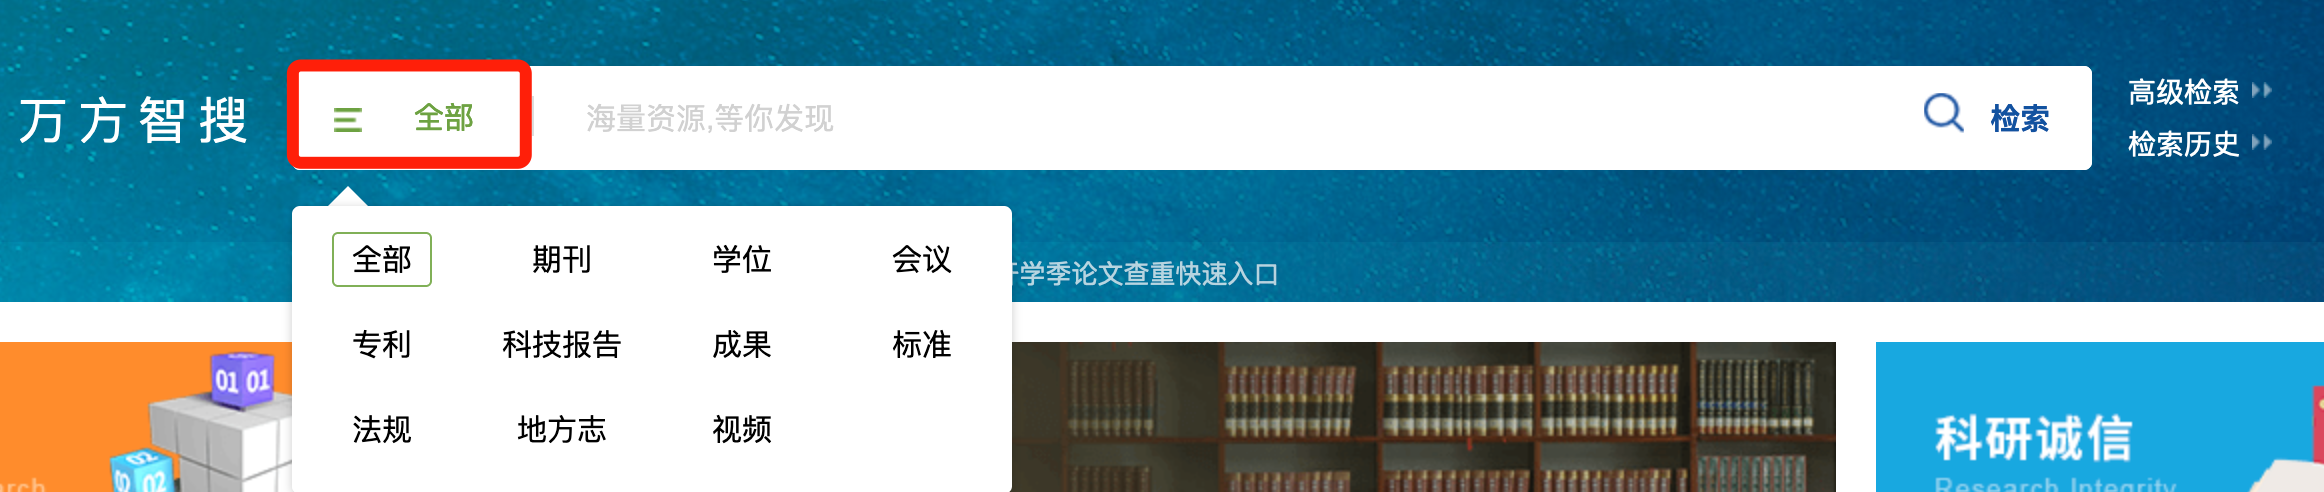 万方智搜
全部
海量资源,等你发现
检索
高级检索
检索历史
全部 期刊 学位 会议
学季论文查重快速入口
专利 科技报告 成果 标准
法规 地方志 视频
01 01
02
02 02
科研诚信
Research Integrity